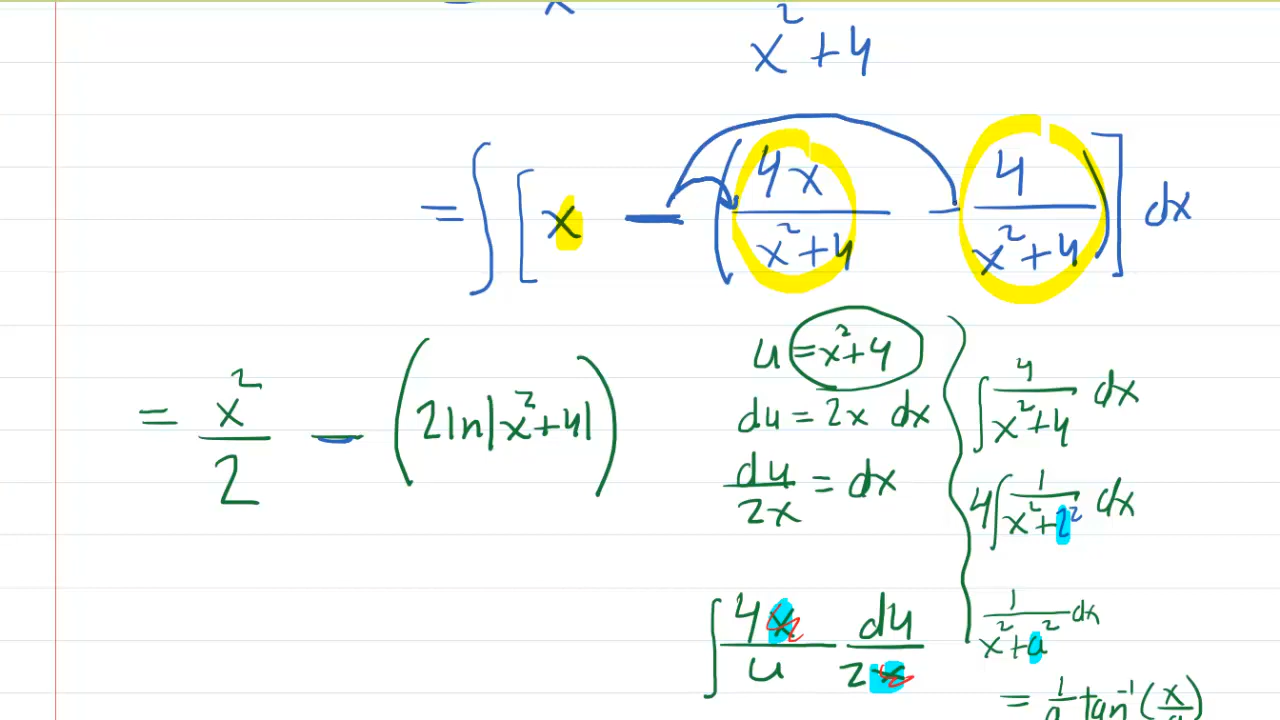 x
x² + 4
= ∫ [ x − ( 4x / (x² + 4) − 4 / (x² + 4) ) ] dx
= x²/2 − ( 2ln|x² + 4| )
u = x² + 4
du = 2x dx
du/2x = dx
∫ 4x/u du/2x
∫ 4/(x² + 4) dx
4∫ 1/(x² + 2²) dx
1/(x² + a²) dx
= 1/a tan⁻¹(x/a)